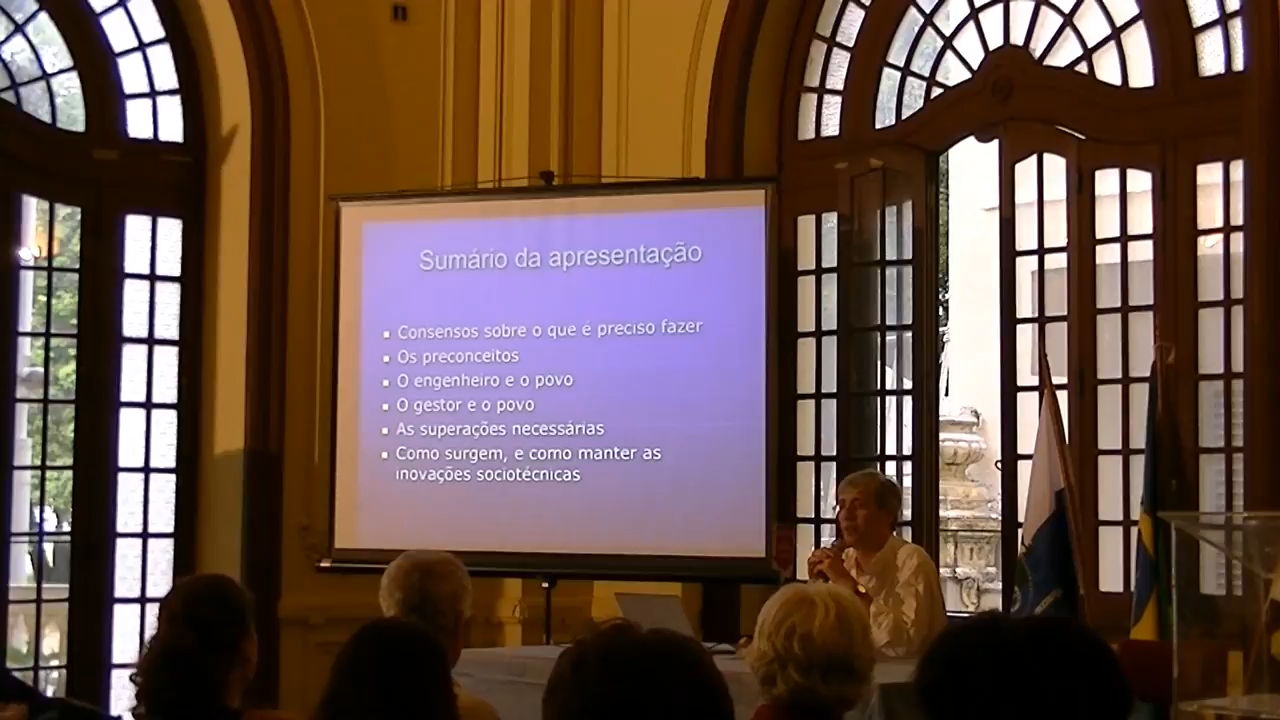 Sumário da apresentação
Consensos sobre o que é preciso fazer
Os preconceitos
O engenheiro e o povo
O gestor e o povo
As superações necessárias
Como surgem, e como manter as
inovações sociotécnicas